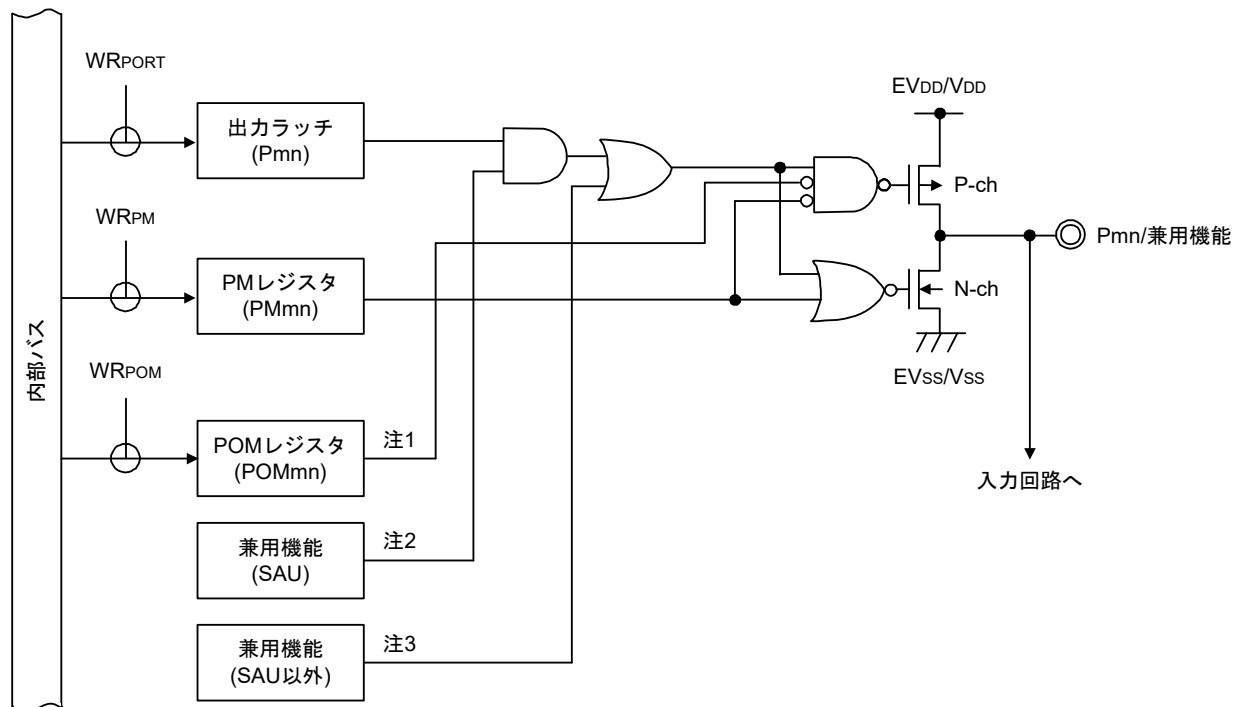 WRPORT
出力ラッチ
(Pmn)
EVDD/VDD
P-ch
WRPM
PMレジスタ
(PMmn)
Pmn/兼用機能
N-ch
EVSS/VSS
内部バス
WRPOM
POMレジスタ
(POMmn)
注1
入力回路へ
兼用機能
(SAU)
注2
兼用機能
(SAU以外)
注3